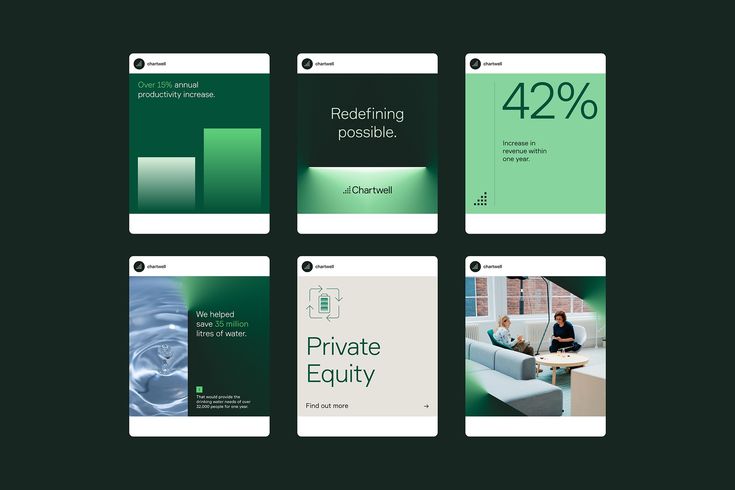 chartwell
Over 15% annual
productivity increase.
chartwell
Redefining
possible.
Chartwell
chartwell
42%
Increase in
revenue within
one year.
chartwell
We helped
save 35 million
litres of water.
That would provide the
drinking water needs of over
32,000 people for one year.
chartwell
Private
Equity
Find out more
chartwell